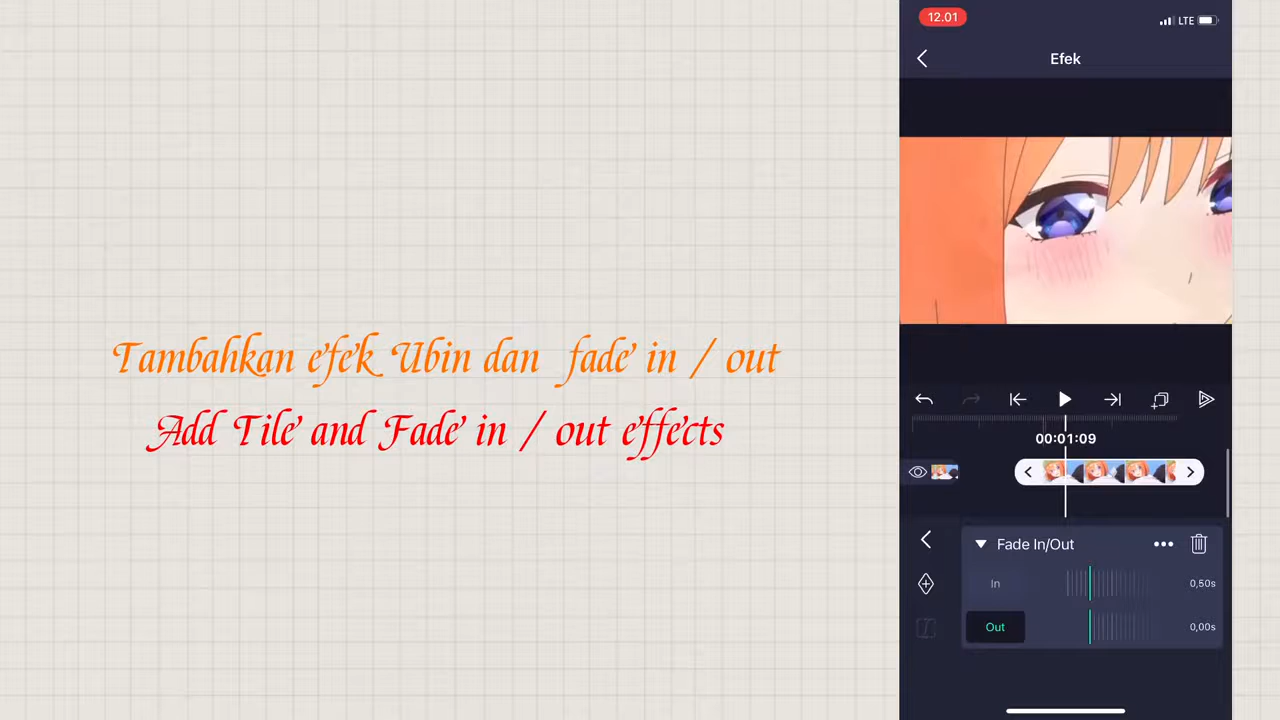 12.01
LTE
Efek
Tambahkan efek Ubin dan fade in / out
Add Tile and Fade in / out effects
00:01:09
Fade In/Out
In
0,50s
Out
0,00s